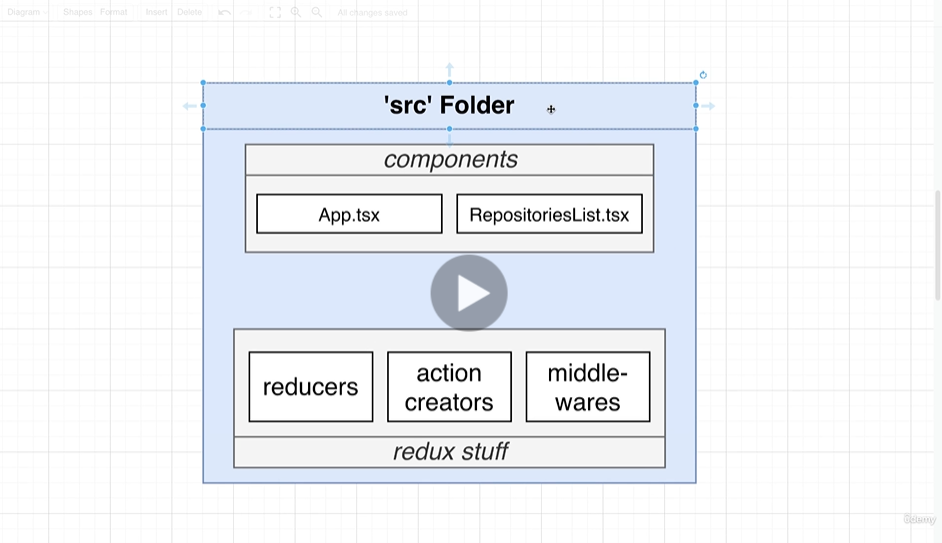 Diagram Shapes Format Insert Delete All changes saved
'src' Folder
components
App.tsx RepositoriesList.tsx
reducers
action
creators
middle-
wares
redux stuff
ûdemy